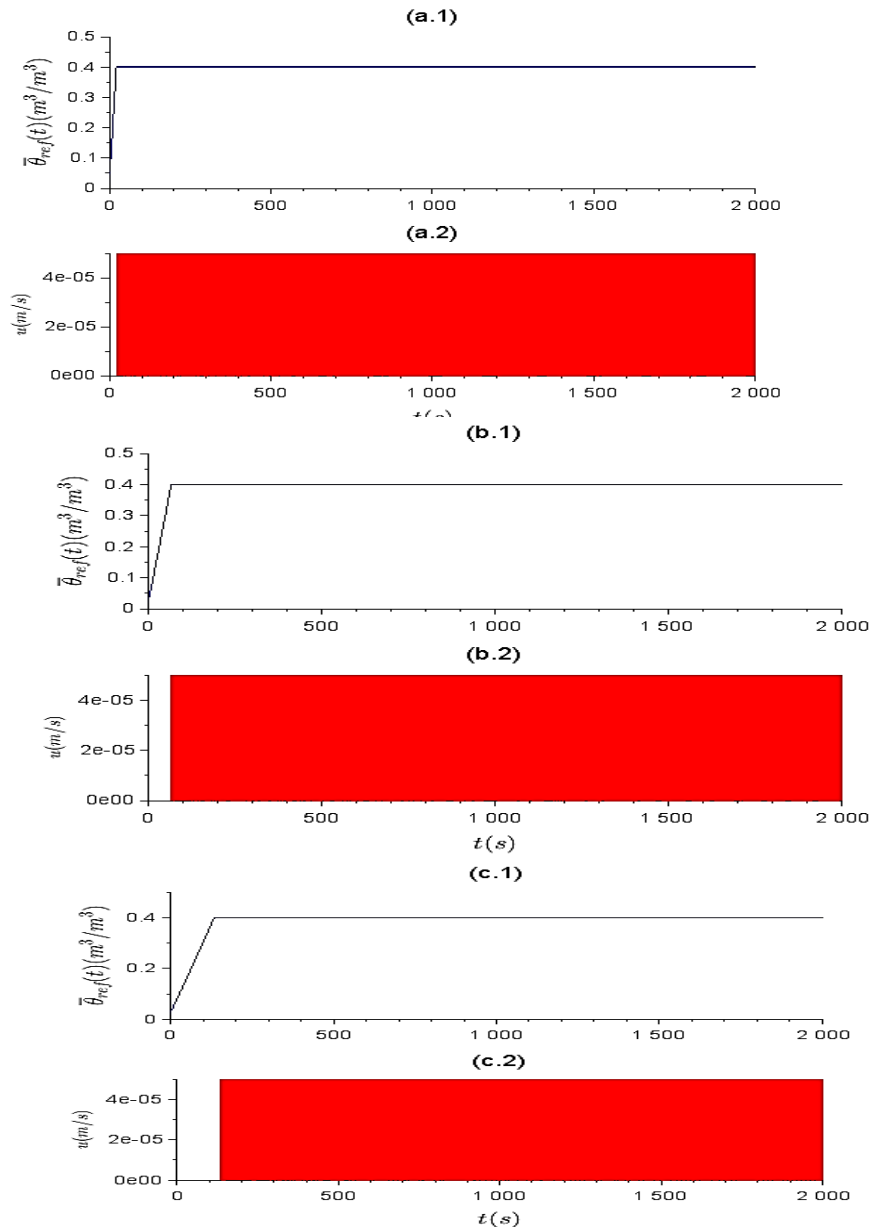 (a.1)
0.5
0.4
0.3
0.2
0.1
0
θ̅_ref(t)(m³/m³)
0 500 1 000 1 500 2 000
(a.2)
4e-05
2e-05
0e00
u(m/s)
0 500 1 000 1 500 2 000
t(s)
(b.1)
0.5
0.4
0.3
0.2
0.1
0
θ̅_ref(t)(m³/m³)
0 500 1 000 1 500 2 000
(b.2)
4e-05
2e-05
0e00
u(m/s)
0 500 1 000 1 500 2 000
t(s)
(c.1)
0.4
0.2
0
θ̅_ref(t)(m³/m³)
0 500 1 000 1 500 2 000
(c.2)
4e-05
2e-05
0e00
u(m/s)
0 500 1 000 1 500 2 000
t(s)